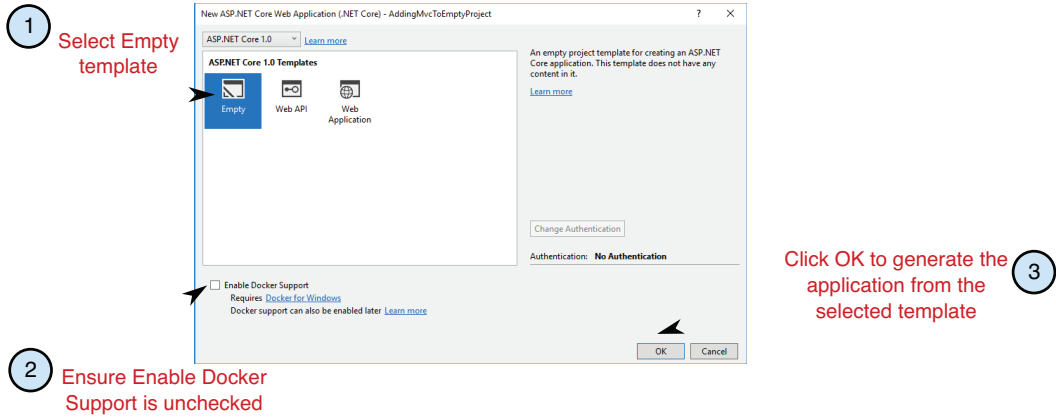 1
Select Empty
template
New ASP.NET Core Web Application (.NET Core) - AddingMvcToEmptyProject
?
ASP.NET Core 1.0 Learn more
ASP.NET Core 1.0 Templates
Empty
Web API
Web
Application
An empty project template for creating an ASP.NET
Core application. This template does not have any
content in it.
Learn more
Change Authentication
Authentication: No Authentication
Enable Docker Support
Requires Docker for Windows
Docker support can also be enabled later Learn more
OK
Cancel
2
Ensure Enable Docker
Support is unchecked
Click OK to generate the
application from the
selected template
3